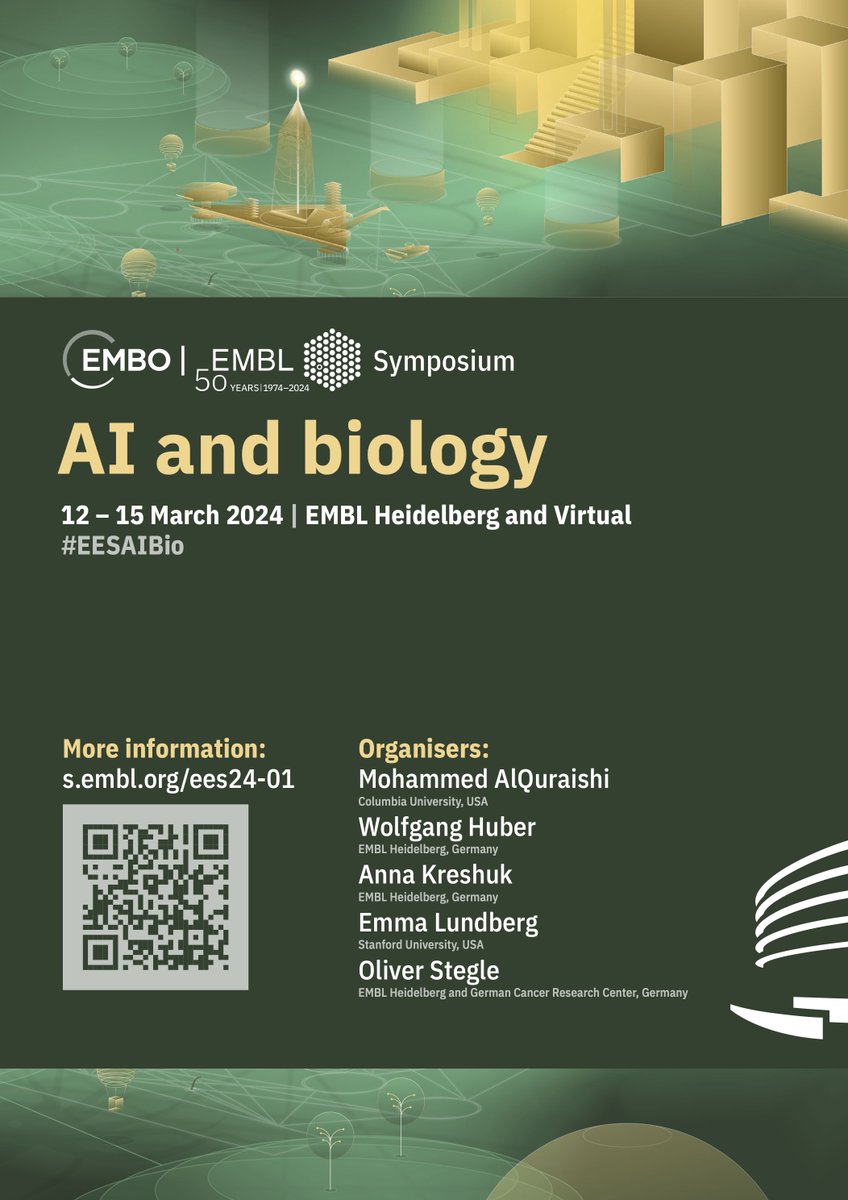 EMBO | EMBL Symposium
50 YEARS | 1974–2024
AI and biology
12 – 15 March 2024 | EMBL Heidelberg and Virtual
#EESAIBio
More information:
s.embl.org/ees24-01
Organisers:
Mohammed AlQuraishi
Columbia University, USA
Wolfgang Huber
EMBL Heidelberg, Germany
Anna Kreshuk
EMBL Heidelberg, Germany
Emma Lundberg
Stanford University, USA
Oliver Stegle
EMBL Heidelberg and German Cancer Research Center, Germany